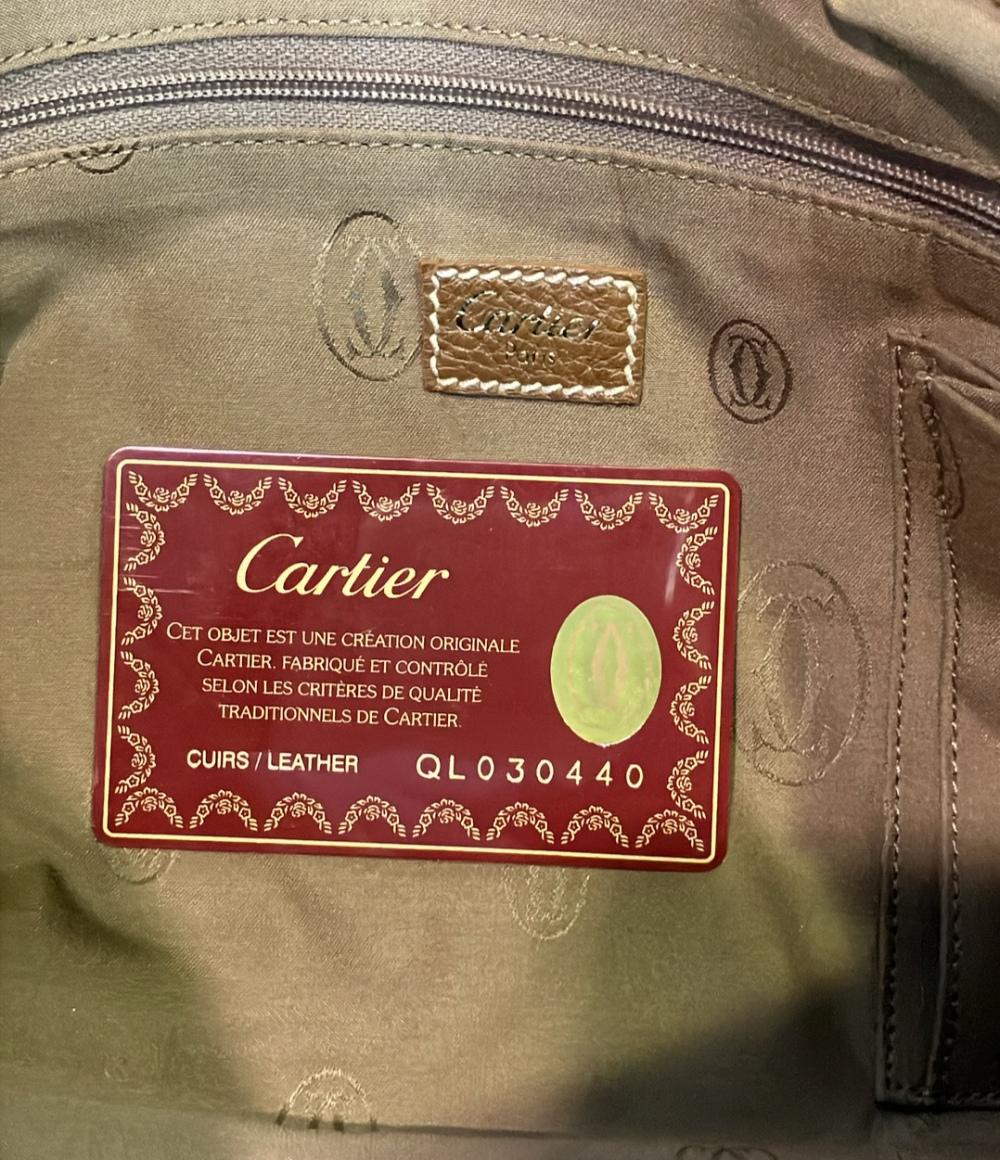 Cartier
Paris
Cartier
CET OBJET EST UNE CRÉATION ORIGINALE
CARTIER. FABRIQUÉ ET CONTRÔLÉ
SELON LES CRITÈRES DE QUALITÉ
TRADITIONNELS DE CARTIER.
CUIRS / LEATHER QL030440